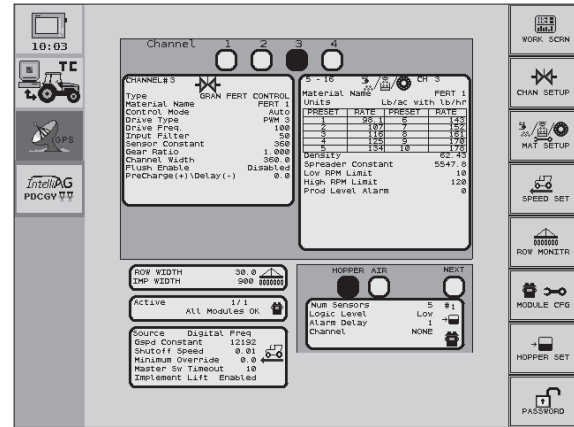 10:03
TC
GPS
IntelliAG
PDCGY
Channel 1 2 3 4
CHANNEL#3
Type GRAN FERT CONTROL
Material Name FERT 1
Control Mode Auto
Drive Type PWM 3
Drive Freq. 100
Input Filter 50
Sensor Constant 360
Gear Ratio 1.000
Channel Width 360.0
Flush Enable Disabled
PreCharge(+)\Delay(-) 0.0
5 - 16 CH 3
Material Name FERT 1
Units Lb/ac with lb/hr
PRESET RATE PRESET RATE
1 98.1 6 143
2 107 7 152
3 116 8 161
4 125 9 170
5 134 10 178
Density 62.43
Spreader Constant 5547.8
Low RPM Limit 10
High RPM Limit 120
Prod Level Alarm 0
ROW WIDTH 30.0
IMP WIDTH 900
Active 1/1
All Modules OK
Source Digital Freq
Gspd Constant 12192
Shutoff Speed 0.01
Minimum Override 0.0
Master Sw Timeout 10
Implement Lift Enabled
HOPPER AIR NEXT
Num Sensors 5 #1
Logic Level Low
Alarm Delay 1
Channel NONE
WORK SCRN
CHAN SETUP
MAT SETUP
SPEED SET
ROW MONITR
MODULE CFG
HOPPER SET
PASSWORD